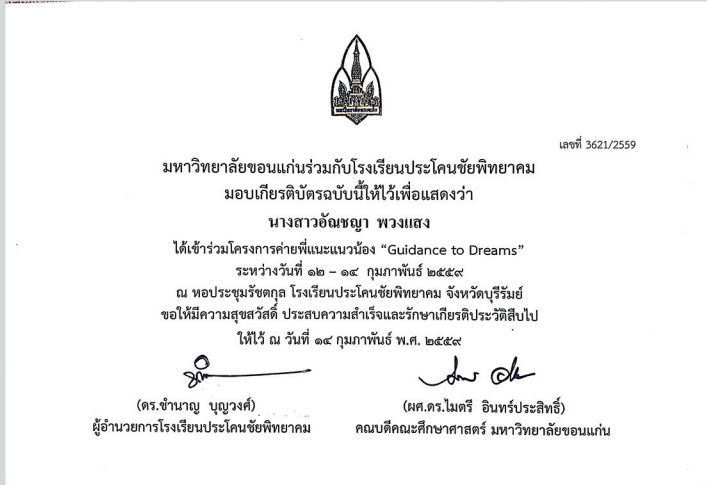 มหาวิทยาลัยขอนแก่น
เลขที่ 3621/2559
มหาวิทยาลัยขอนแก่นร่วมกับโรงเรียนประโคนชัยพิทยาคม
มอบเกียรติบัตรฉบับนี้ให้ไว้เพื่อแสดงว่า
นางสาวอัณชญา พวงแสง
ได้เข้าร่วมโครงการค่ายพี่แนะแนวน้อง “Guidance to Dreams”
ระหว่างวันที่ ๑๒ – ๑๔ กุมภาพันธ์ ๒๕๕๙
ณ หอประชุมรัชตกุล โรงเรียนประโคนชัยพิทยาคม จังหวัดบุรีรัมย์
ขอให้มีความสุขสวัสดิ์ ประสบความสำเร็จและรักษาเกียรติประวัติสืบไป
ให้ไว้ ณ วันที่ ๑๔ กุมภาพันธ์ พ.ศ. ๒๕๕๙
(ดร.ชำนาญ บุญวงศ์)
ผู้อำนวยการโรงเรียนประโคนชัยพิทยาคม
(ผศ.ดร.ไมตรี อินทร์ประสิทธิ์)
คณบดีคณะศึกษาศาสตร์ มหาวิทยาลัยขอนแก่น